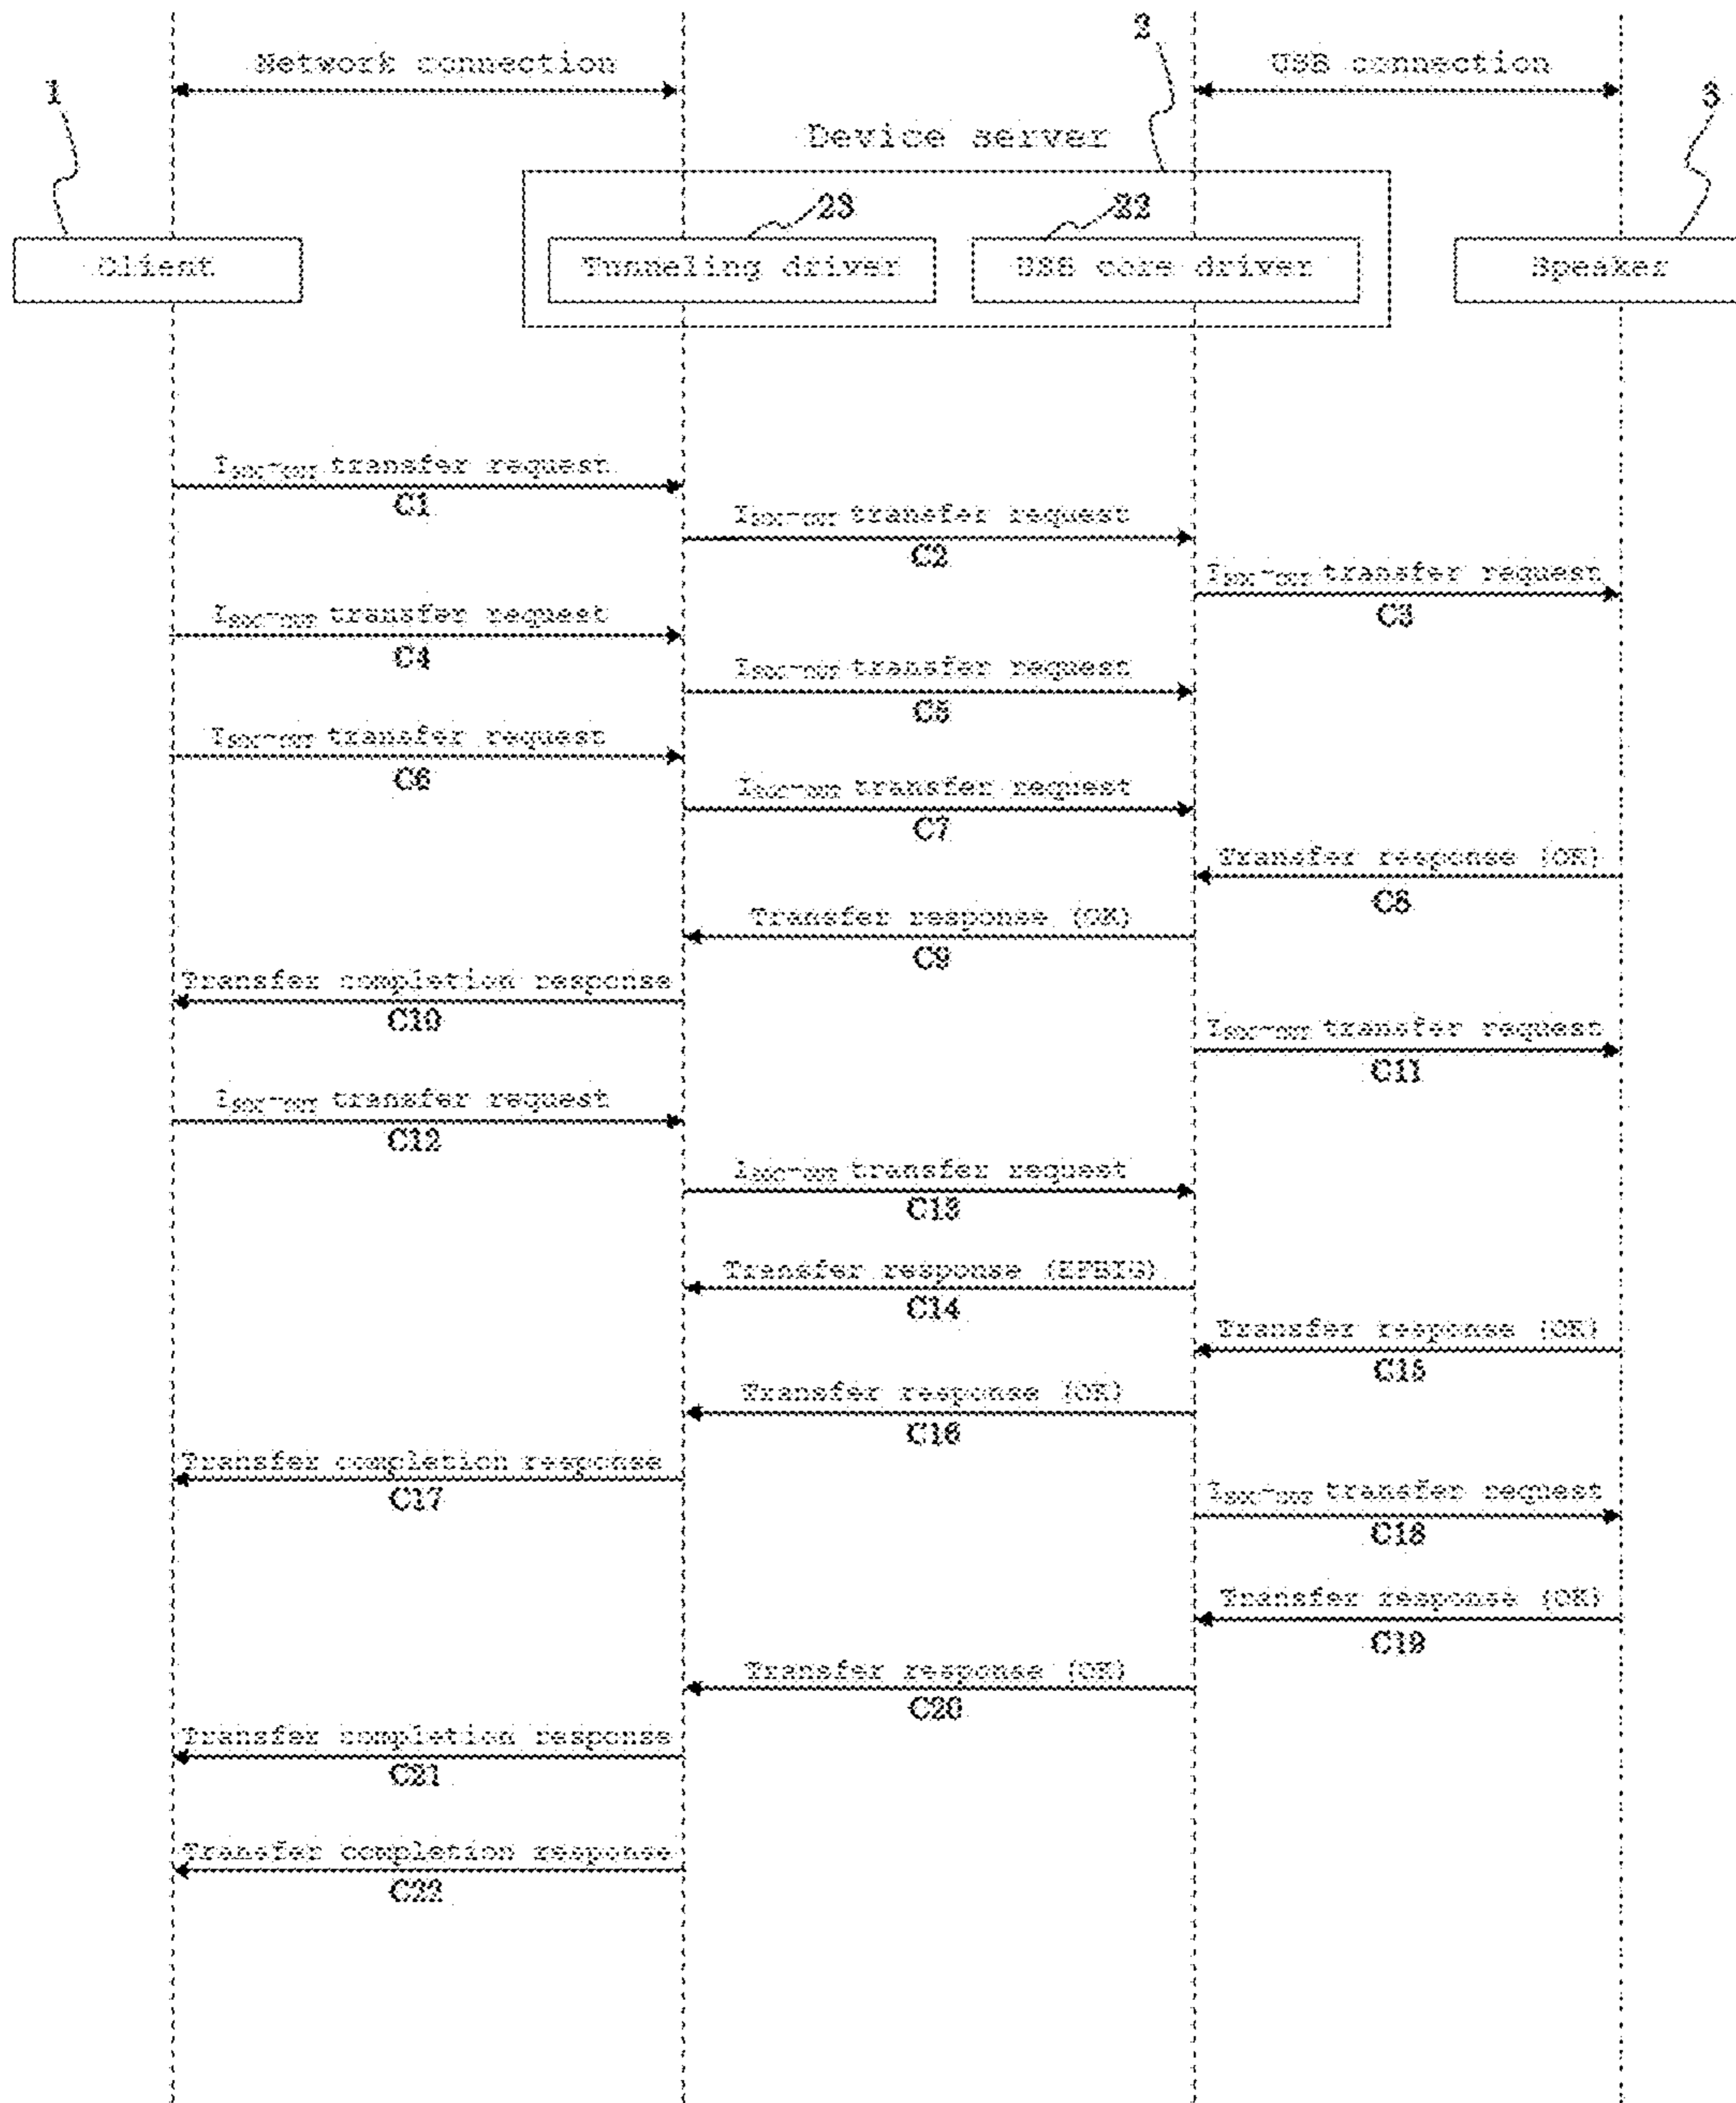 Network connection
USB connection
1
2
3
Device server
23
22
Client
Tunneling driver
USB core driver
Speaker
transfer request
C1
transfer request
C2
transfer request
C3
transfer request
C4
transfer request
C5
transfer request
C6
transfer request
C7
Transfer response (OK)
C8
Transfer response (OK)
C9
Transfer completion response
C10
transfer request
C11
transfer request
C12
transfer request
C13
Transfer response
C14
Transfer response (OK)
C15
Transfer response (OK)
C16
Transfer completion response
C17
transfer request
C18
Transfer response (OK)
C19
Transfer response (OK)
C20
Transfer completion response
C21
Transfer completion response
C22